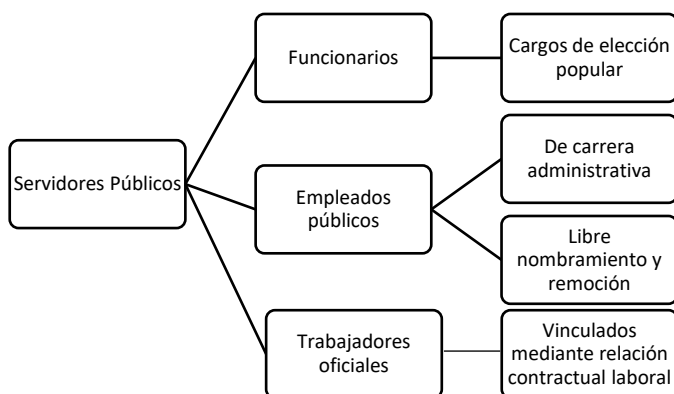 Servidores Públicos
Funcionarios
Cargos de elección
popular
Empleados
públicos
De carrera
administrativa
Libre
nombramiento y
remoción
Trabajadores
oficiales
Vinculados
mediante relación
contractual laboral